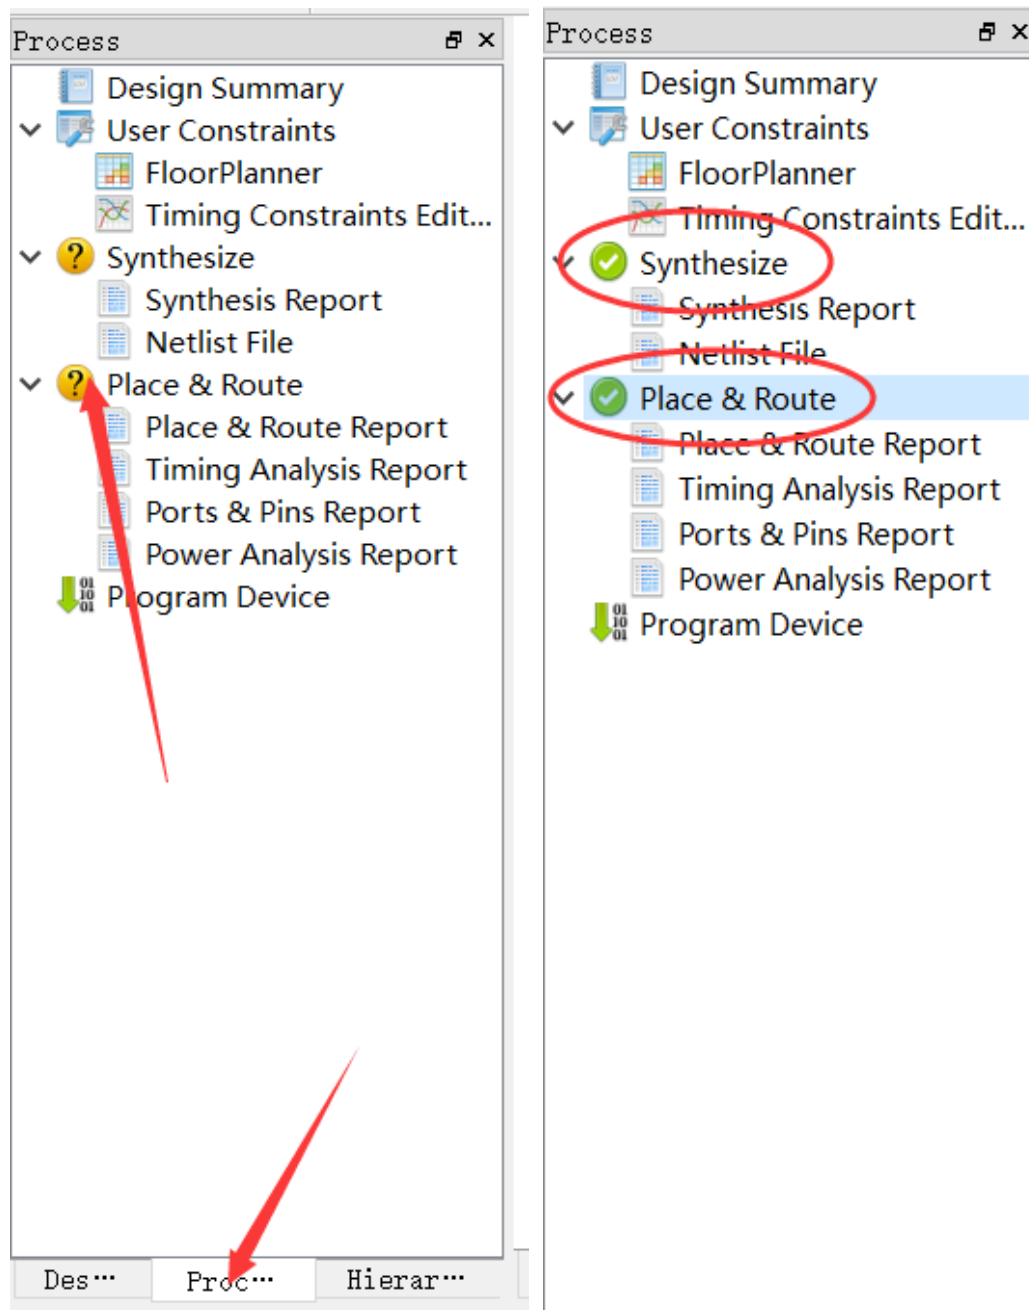 Process
Design Summary
User Constraints
FloorPlanner
Timing Constraints Edit...
Synthesize
Synthesis Report
Netlist File
Place & Route
Place & Route Report
Timing Analysis Report
Ports & Pins Report
Power Analysis Report
Program Device
Des...
Proc...
Hierar...
Process
Design Summary
User Constraints
FloorPlanner
Timing Constraints Edit...
Synthesize
Synthesis Report
Netlist File
Place & Route
Place & Route Report
Timing Analysis Report
Ports & Pins Report
Power Analysis Report
Program Device